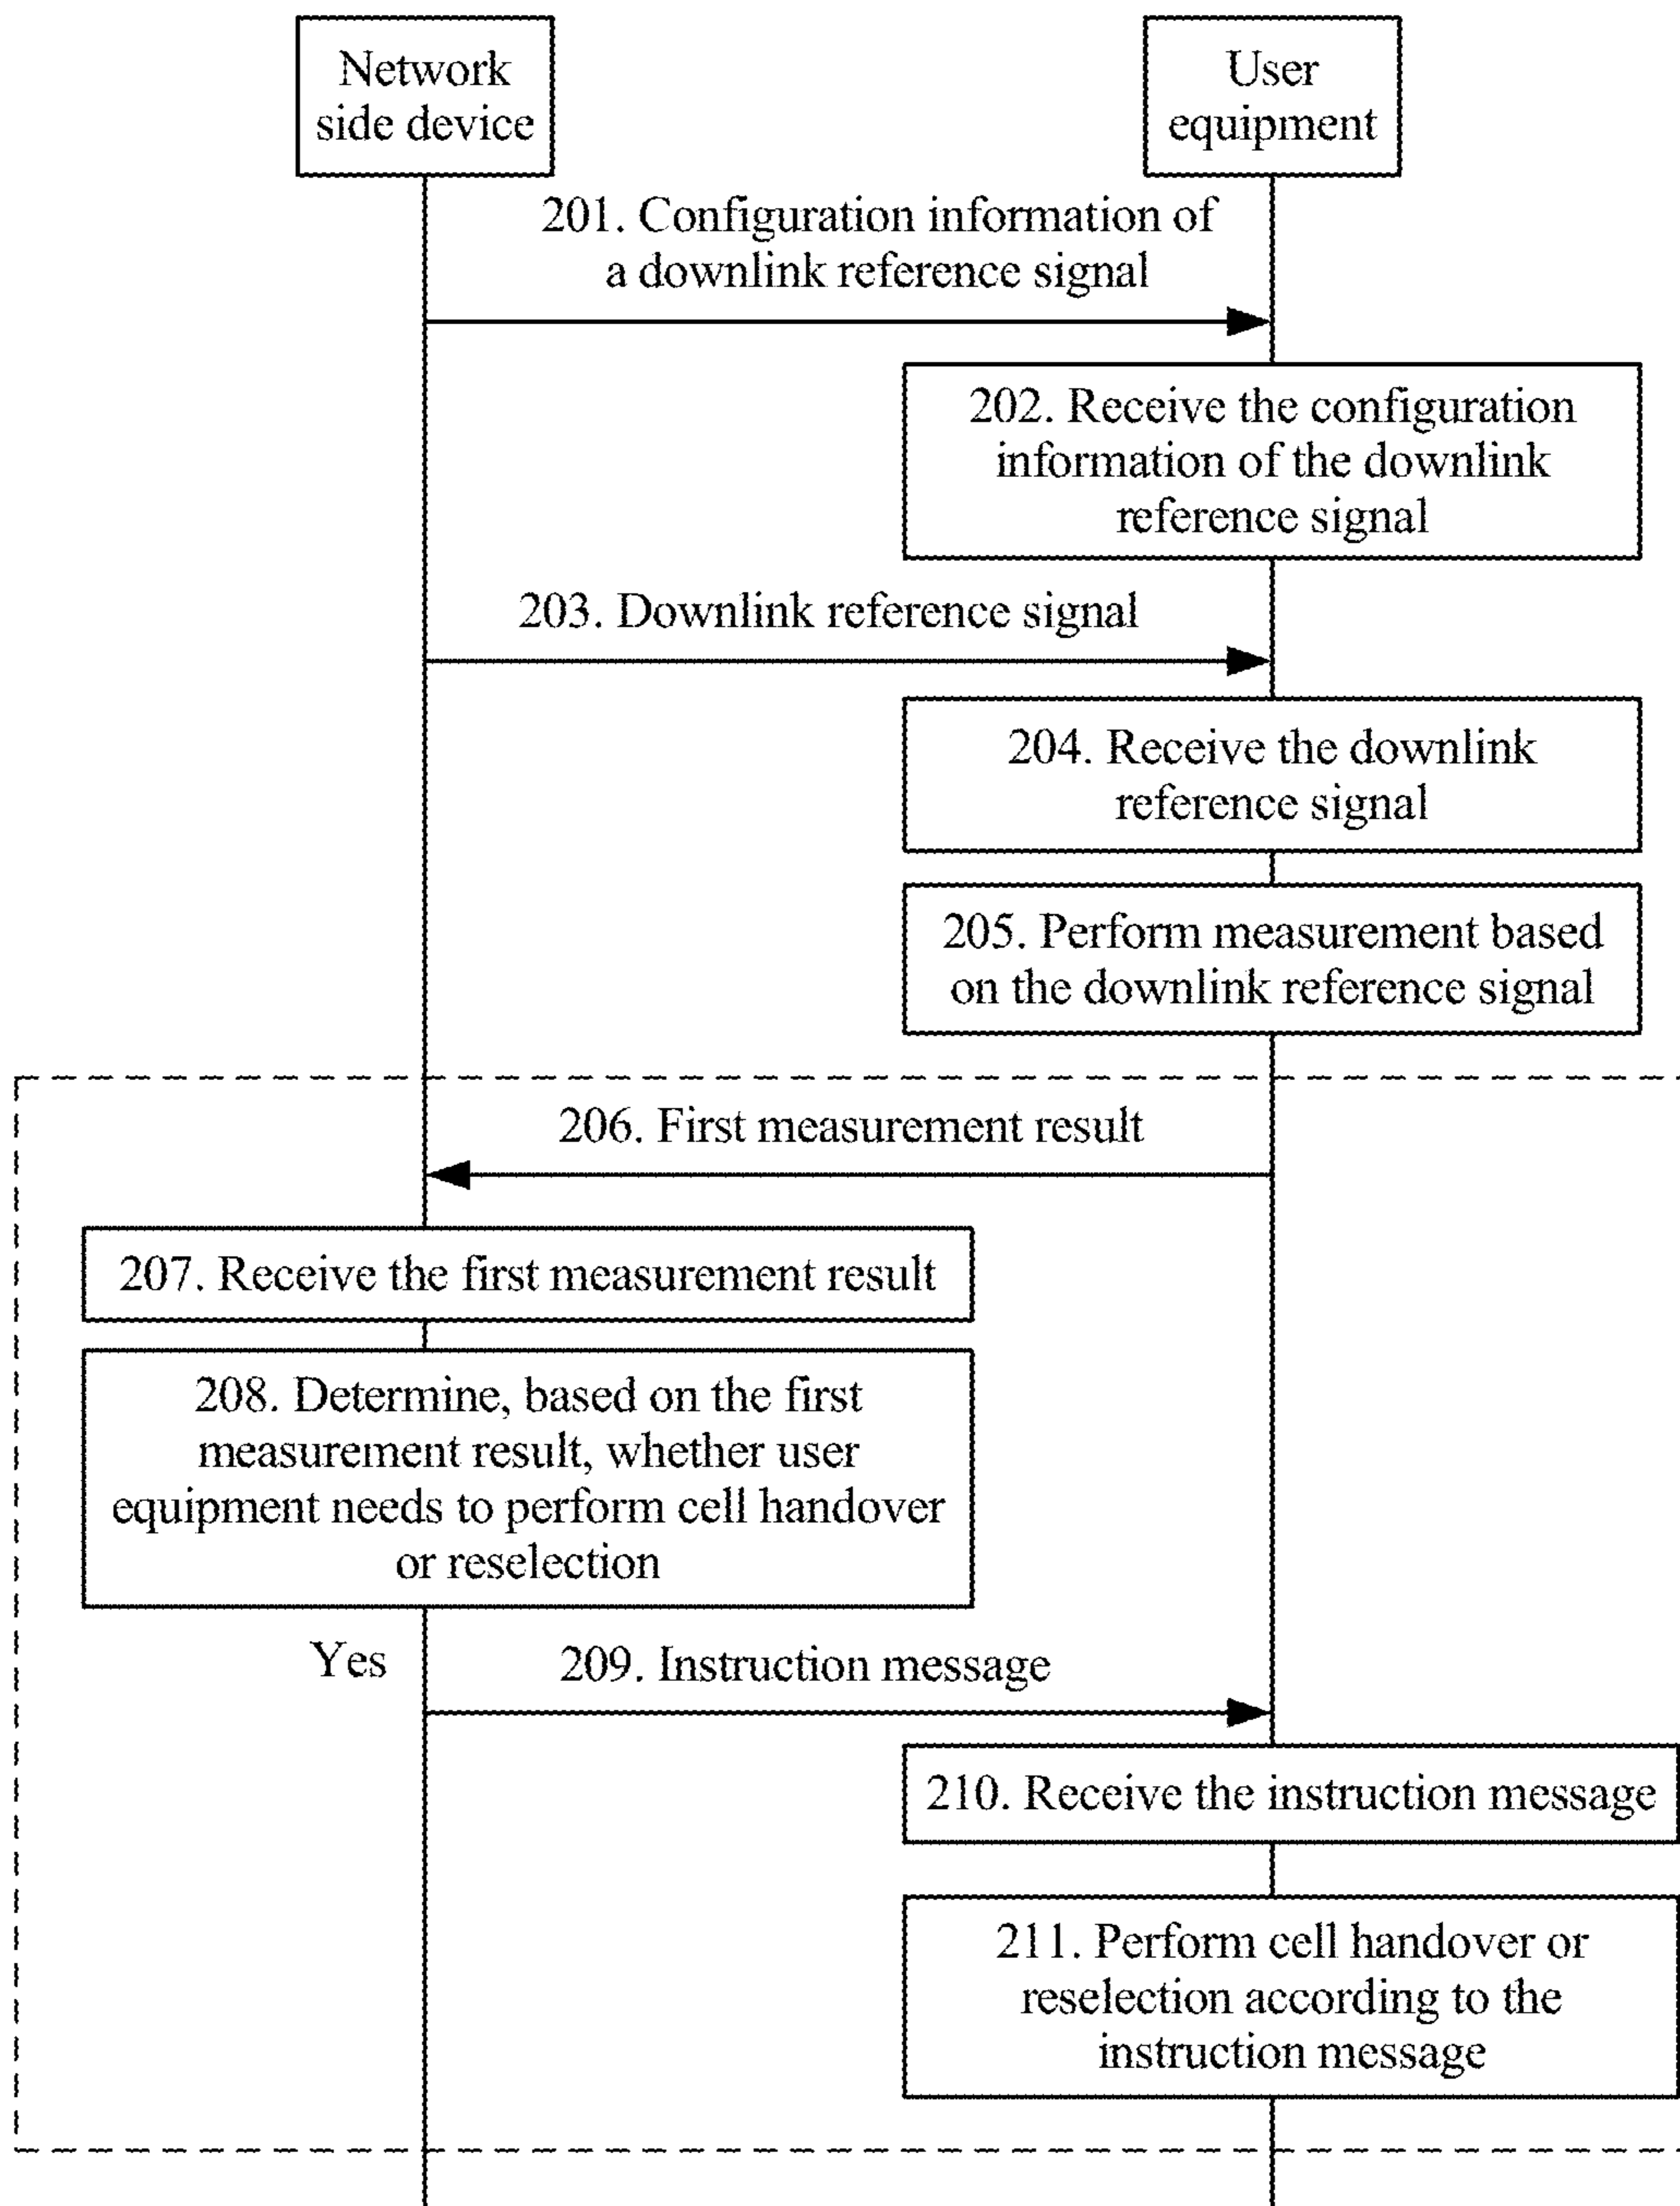 Network
side device
User
equipment
201. Configuration information of
a downlink reference signal
202. Receive the configuration
information of the downlink
reference signal
203. Downlink reference signal
204. Receive the downlink
reference signal
205. Perform measurement based
on the downlink reference signal
206. First measurement result
207. Receive the first measurement result
208. Determine, based on the first
measurement result, whether user
equipment needs to perform cell handover
or reselection
Yes
209. Instruction message
210. Receive the instruction message
211. Perform cell handover or
reselection according to the
instruction message